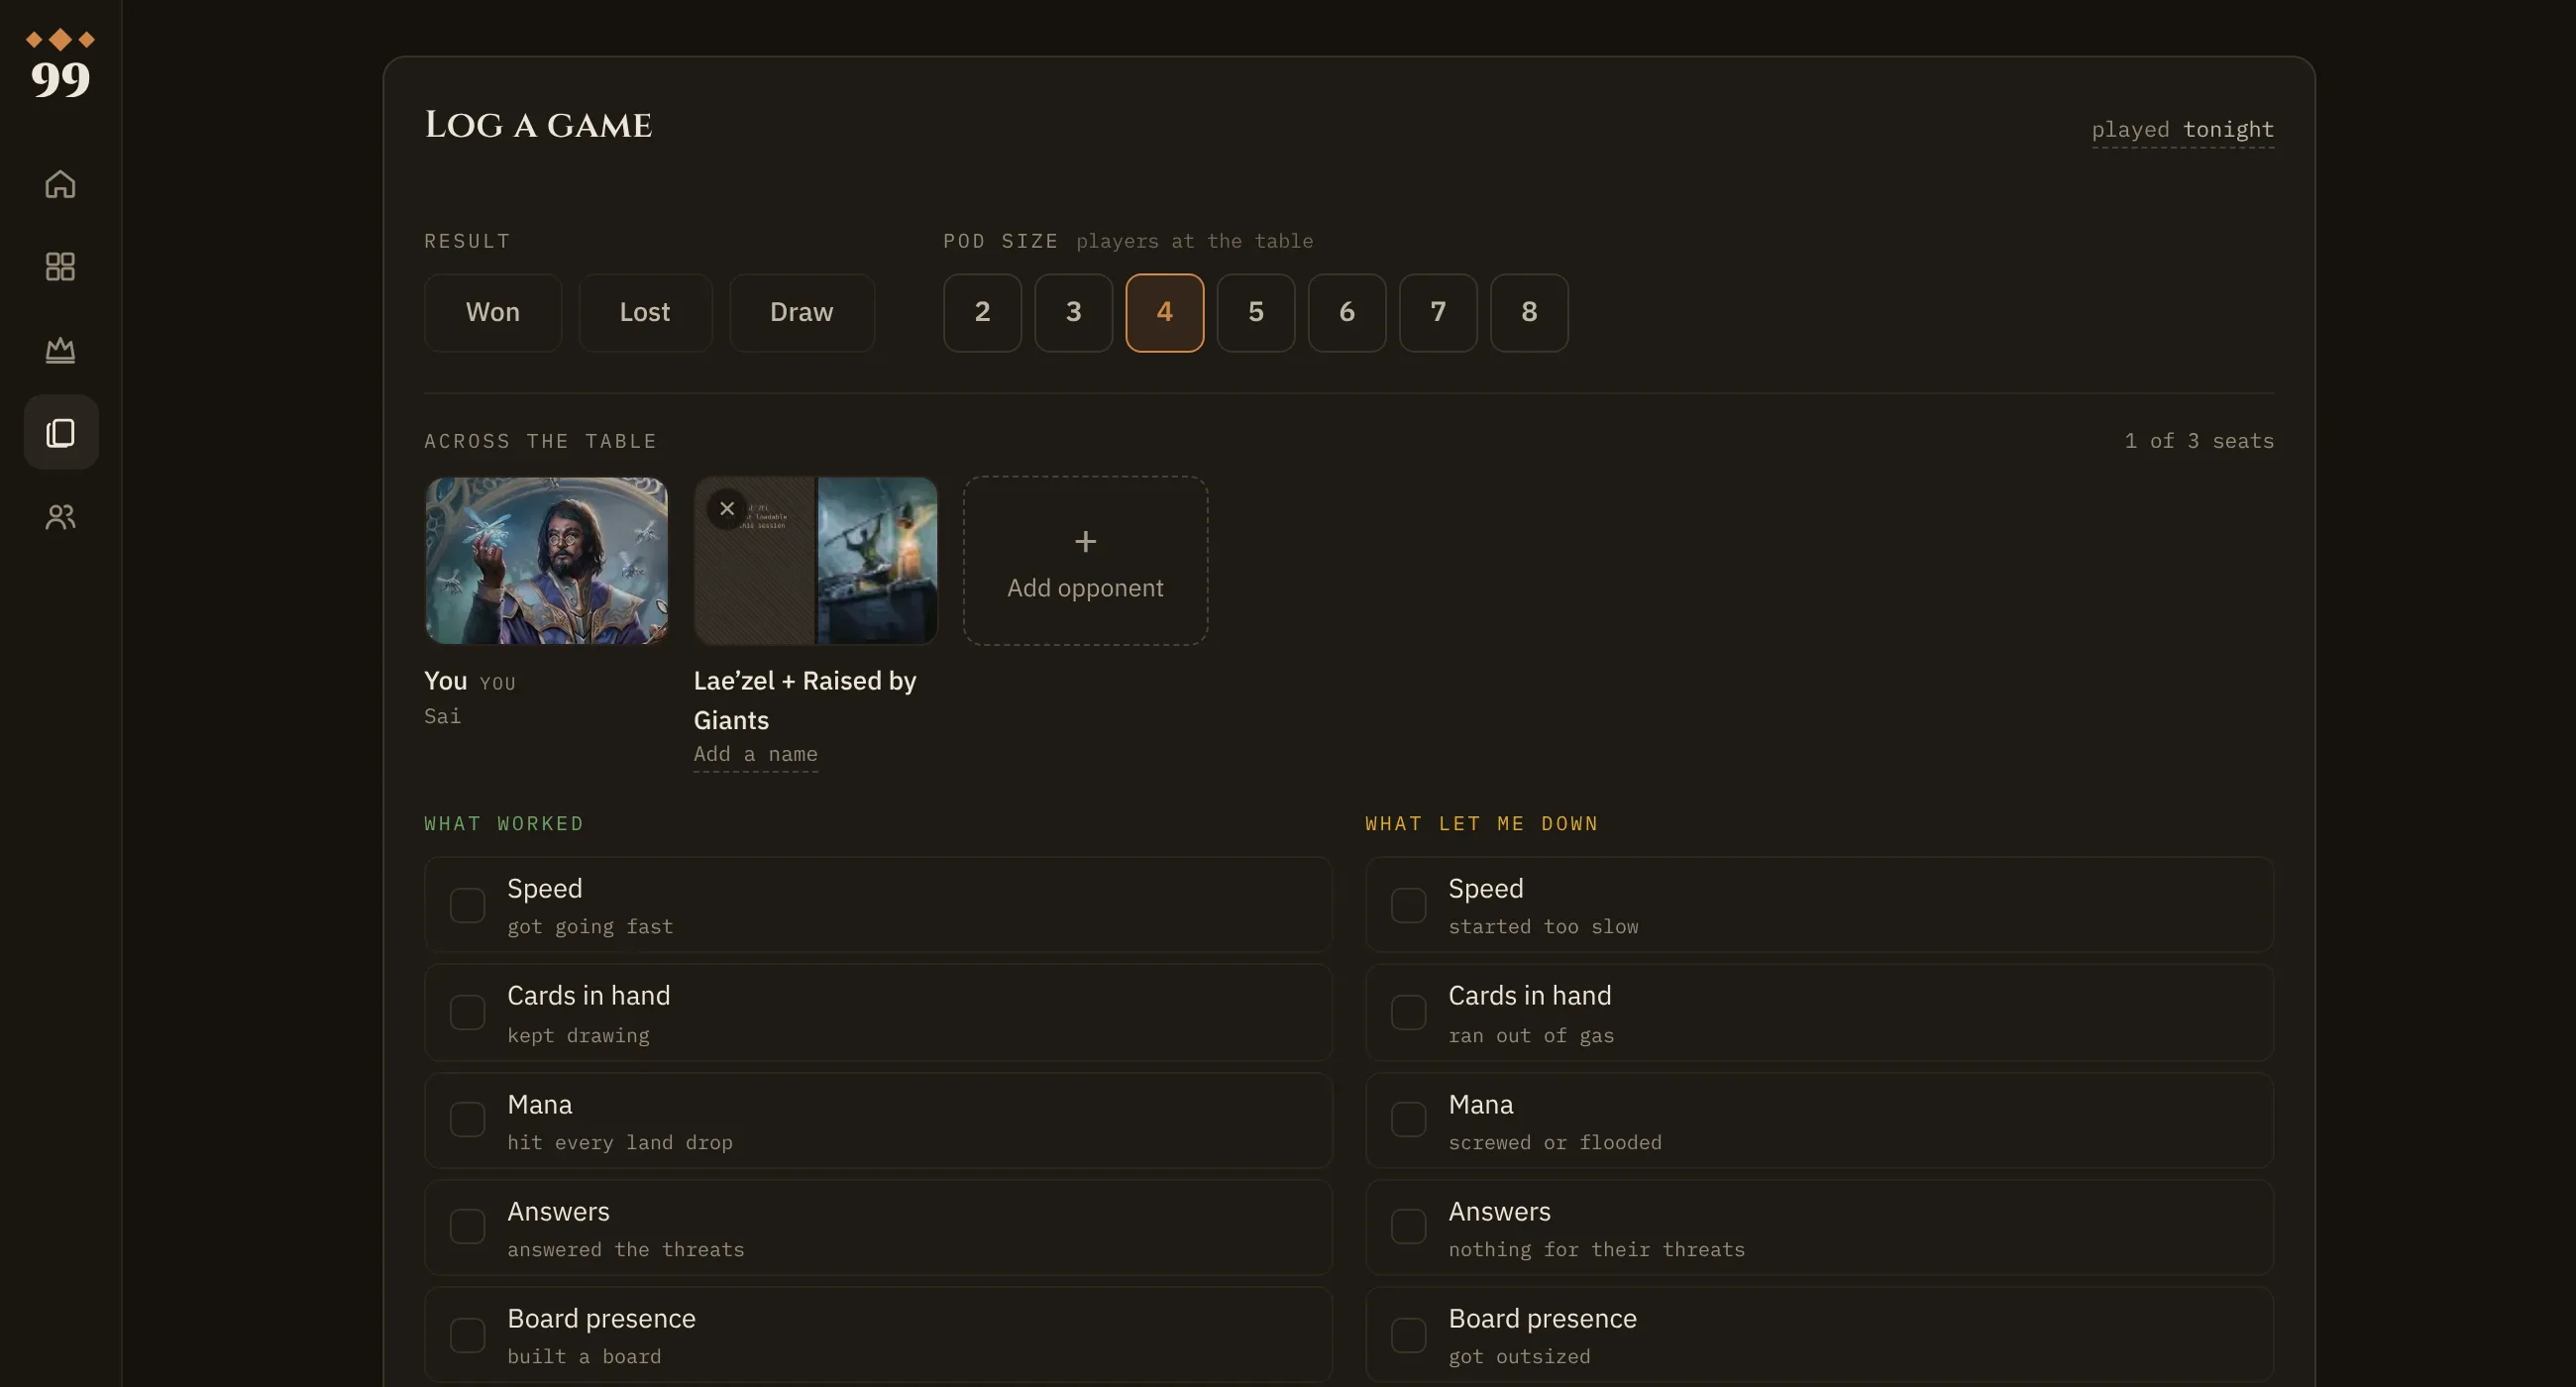 99
Log a game
played tonight
RESULT
POD SIZE players at the table
Won
Lost
Draw
2
3
4
5
6
7
8
ACROSS THE TABLE
1 of 3 seats
loadable
session
+
Add opponent
You YOU
Sai
Lae’zel + Raised by
Giants
Add a name
WHAT WORKED
Speed
got going fast
Cards in hand
kept drawing
Mana
hit every land drop
Answers
answered the threats
Board presence
built a board
WHAT LET ME DOWN
Speed
started too slow
Cards in hand
ran out of gas
Mana
screwed or flooded
Answers
nothing for their threats
Board presence
got outsized